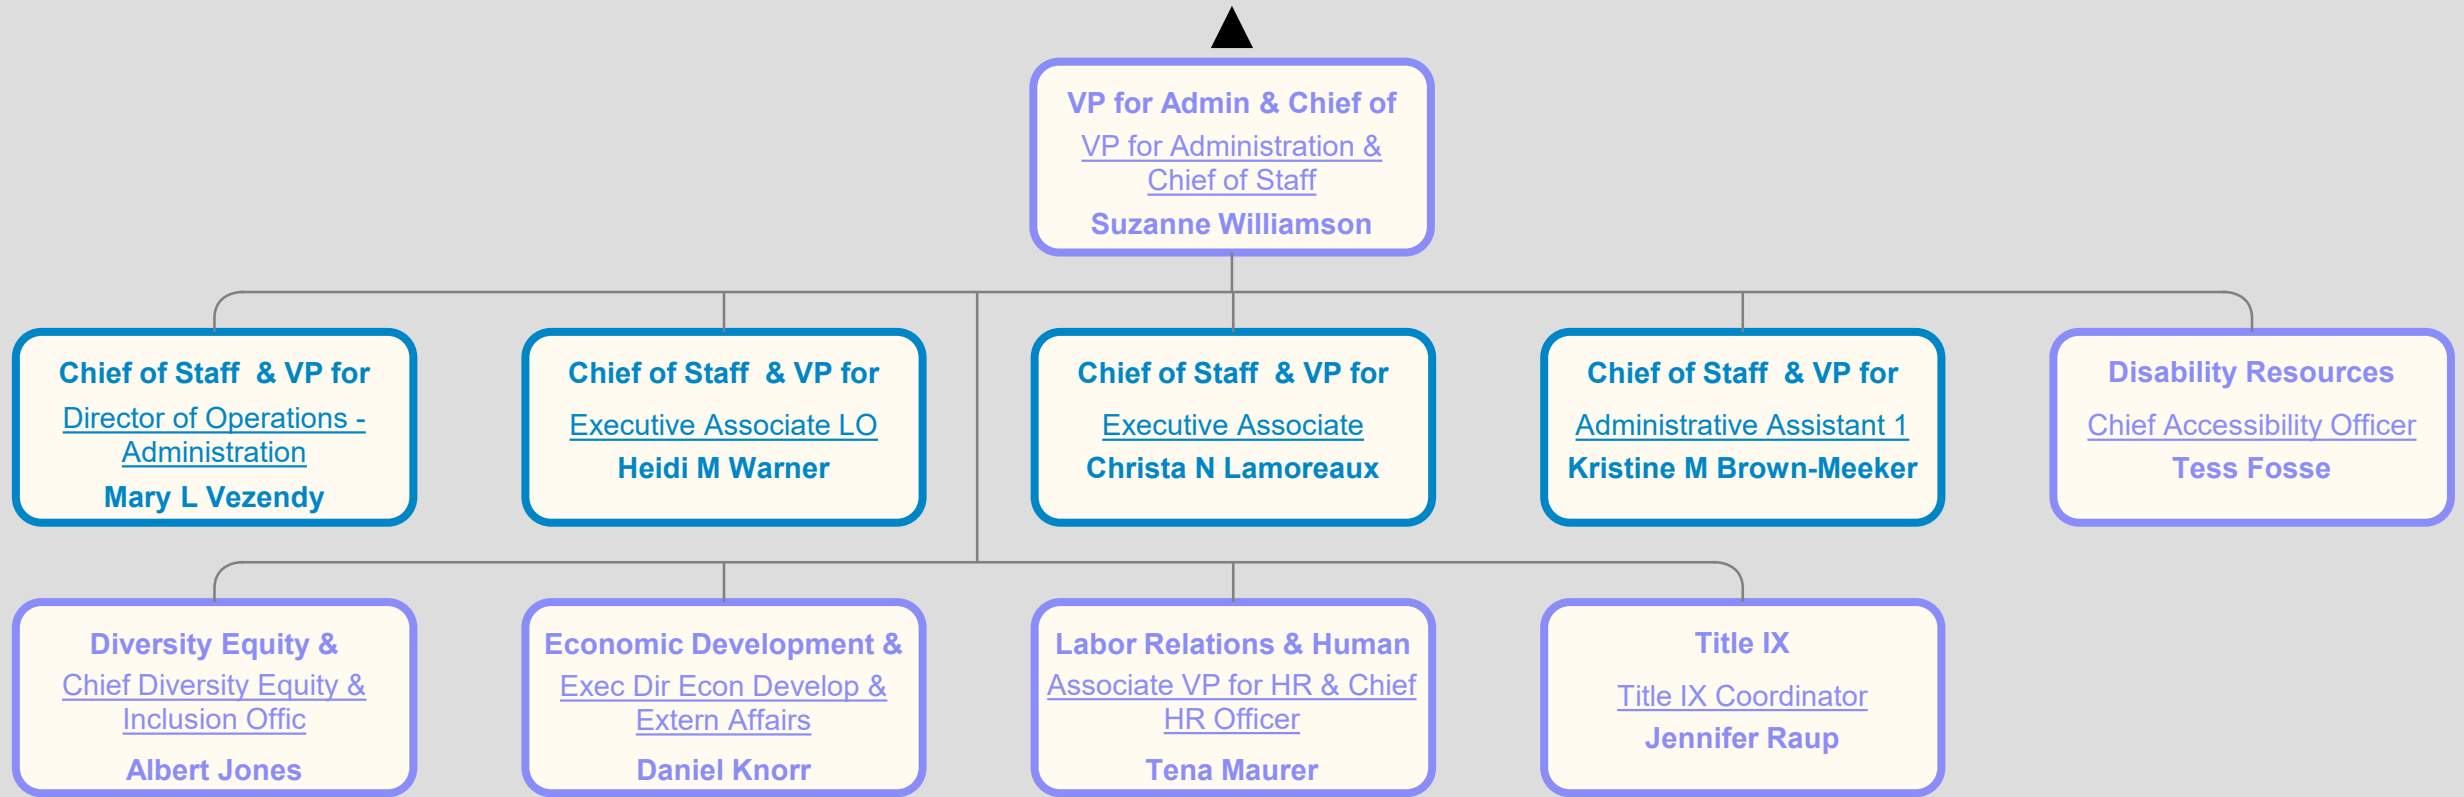 VP for Admin & Chief of
VP for Administration &
Chief of Staff
Suzanne Williamson
Chief of Staff  & VP for
Director of Operations -
Administration
Mary L Vezendy
Chief of Staff  & VP for
Executive Associate LO
Heidi M Warner
Chief of Staff  & VP for
Executive Associate
Christa N Lamoreaux
Chief of Staff  & VP for
Administrative Assistant 1
Kristine M Brown-Meeker
Disability Resources
Chief Accessibility Officer
Tess Fosse
Diversity Equity &
Chief Diversity Equity &
Inclusion Offic
Albert Jones
Economic Development &
Exec Dir Econ Develop &
Extern Affairs
Daniel Knorr
Labor Relations & Human
Associate VP for HR & Chief
HR Officer
Tena Maurer
Title IX
Title IX Coordinator
Jennifer Raup